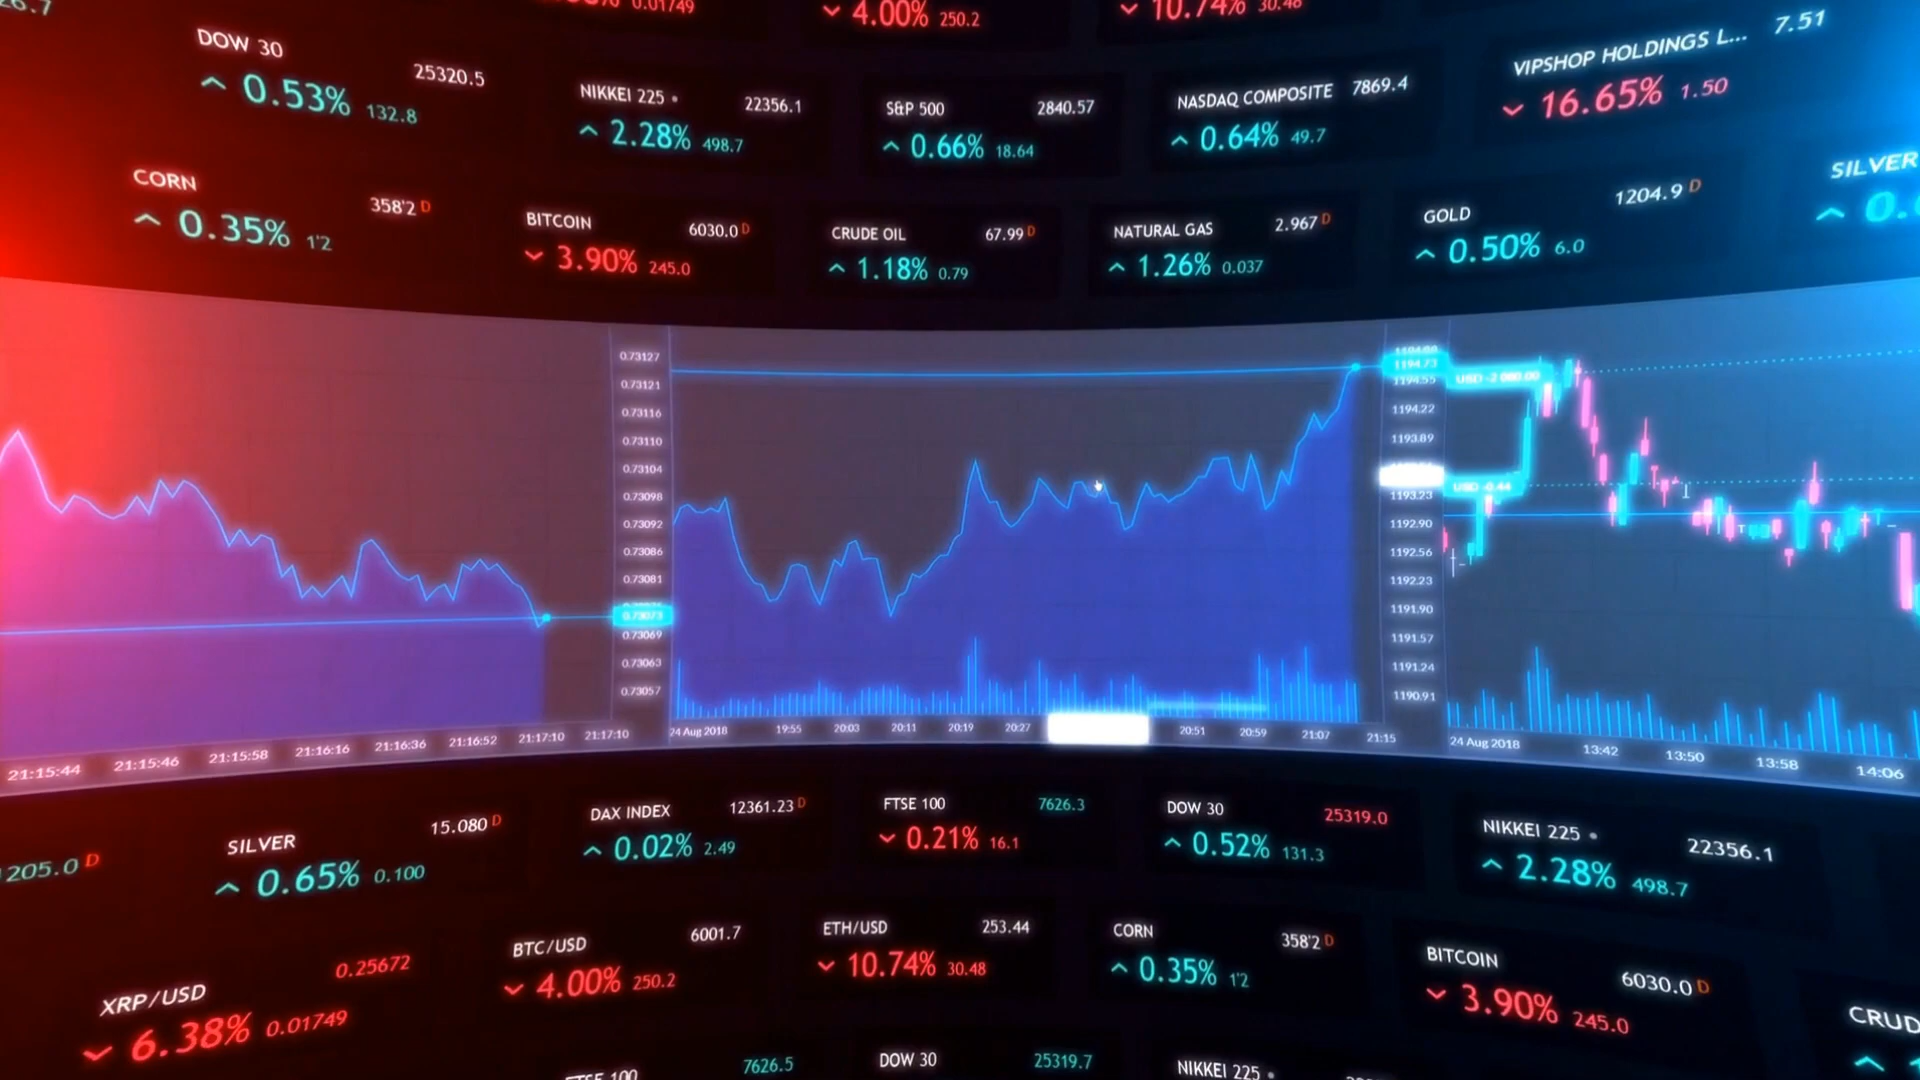 0.01749
4.00% 250.2
10.74% 30.48
DOW 30 25320.5
0.53% 132.8
NIKKEI 225 22356.1
2.28% 498.7
S&P 500 2840.57
0.66% 18.64
NASDAQ COMPOSITE 7869.4
0.64% 49.7
VIPSHOP HOLDINGS L... 7.51
16.65% 1.50
CORN 358'2 D
0.35% 1'2
BITCOIN 6030.0 D
3.90% 245.0
CRUDE OIL 67.99 D
1.18% 0.79
NATURAL GAS 2.967 D
1.26% 0.037
GOLD 1204.9 D
0.50% 6.0
SILVER
0.73127
0.73121
0.73116
0.73110
0.73104
0.73098
0.73092
0.73086
0.73081
0.73073
0.73069
0.73063
0.73057
1194.73
1194.55
1194.22
1193.89
1193.23
1192.90
1192.56
1192.23
1191.90
1191.57
1191.24
1190.91
USD -0.44
21:15:44 21:15:46 21:15:58 21:16:16 21:16:36 21:16:52 21:17:10 21:17:10
24 Aug 2018 19:55 20:03 20:11 20:19 20:27 20:51 20:59 21:07 21:15
24 Aug 2018 13:42 13:50 13:58 14:06
205.0 D
SILVER 15.080 D
0.65% 0.100
DAX INDEX 12361.23 D
0.02% 2.49
FTSE 100 7626.3
0.21% 16.1
DOW 30 25319.0
0.52% 131.3
NIKKEI 225 22356.1
2.28% 498.7
XRP/USD 0.25672
6.38% 0.01749
BTC/USD 6001.7
4.00% 250.2
ETH/USD 253.44
10.74% 30.48
CORN 358'2 D
0.35% 1'2
BITCOIN 6030.0 D
3.90% 245.0
CRUD
FTSE 100 7626.5
DOW 30 25319.7
NIKKEI 225